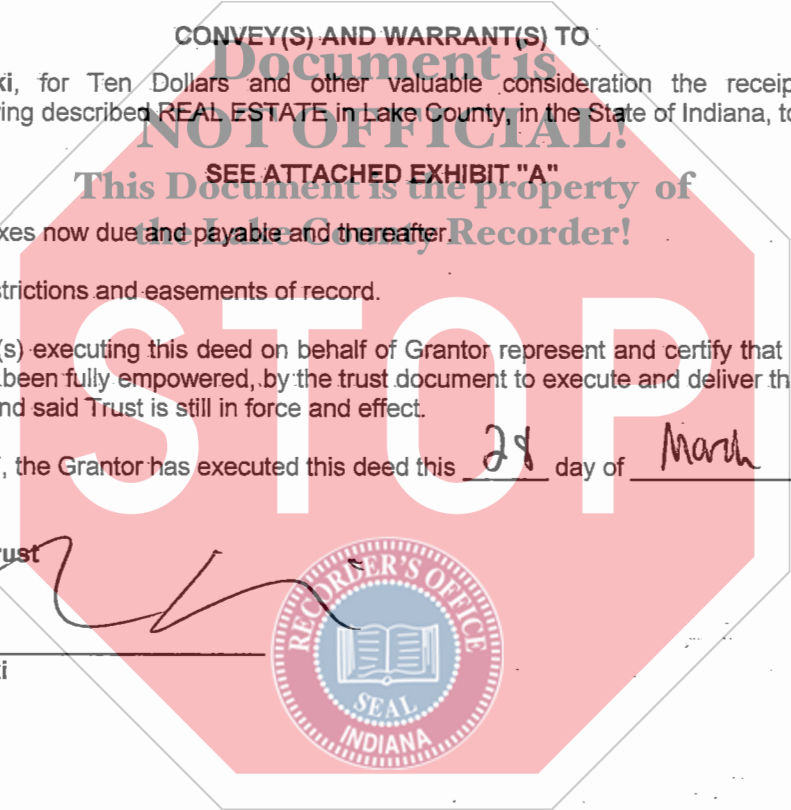 CONVEY(S) AND WARRANT(S) TO
Document is
ki, for Ten Dollars and other valuable consideration the receip
ing described REAL ESTATE in Lake County, in the State of Indiana, to
NOT OFFICIAL!
SEE ATTACHED EXHIBIT "A"
This Document is the property of
xes now due and payable and thereafter.
the Lake County Recorder!
strictions and easements of record.
STOP
(s) executing this deed on behalf of Grantor represent and certify that
been fully empowered, by the trust document to execute and deliver th
nd said Trust is still in force and effect.
, the Grantor has executed this deed this 28 day of March
rust
ki
RECORDER'S OFFICE
SEAL
INDIANA